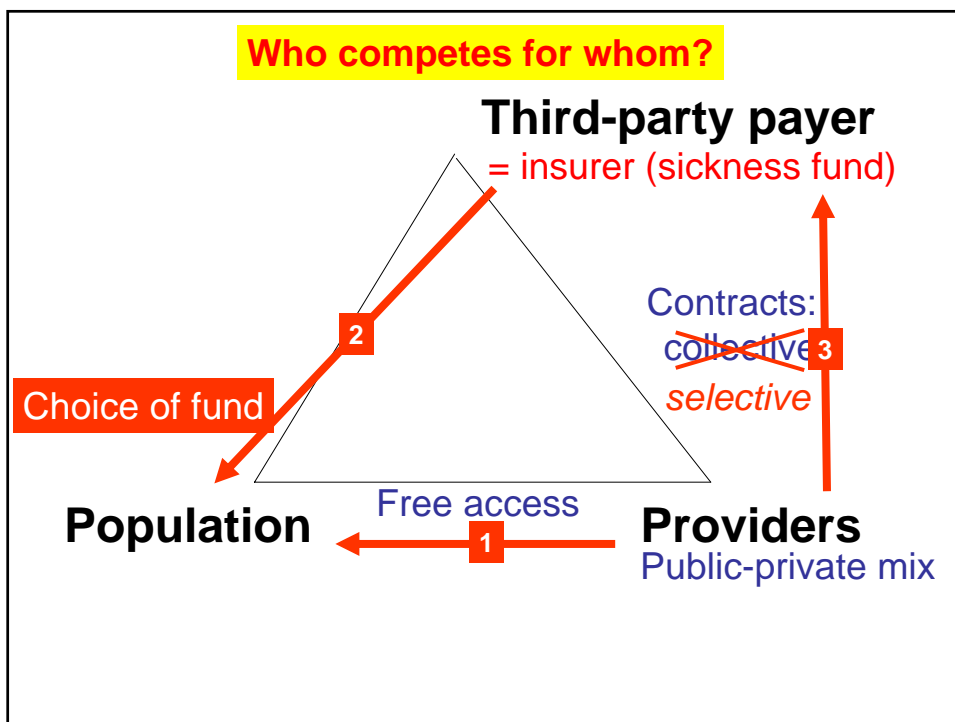 Who competes for whom?
Third-party payer
= insurer (sickness fund)
Contracts:
collective
3
selective
2
Choice of fund
Free access
Population
1
Providers
Public-private mix